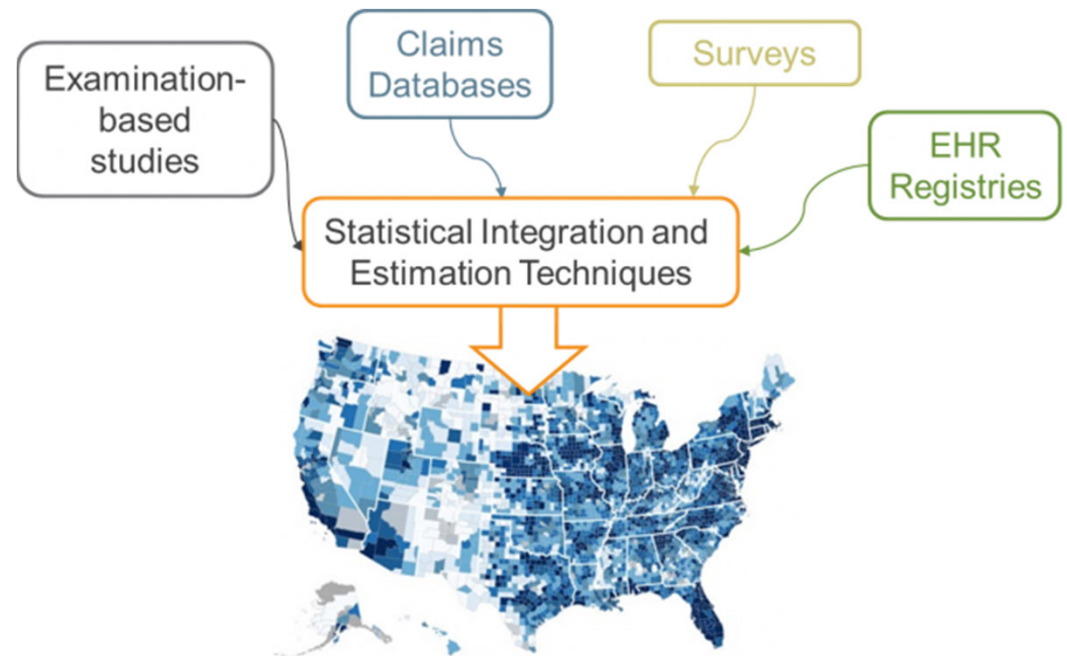 Examination-
based
studies
Claims
Databases
Surveys
EHR
Registries
Statistical Integration and
Estimation Techniques